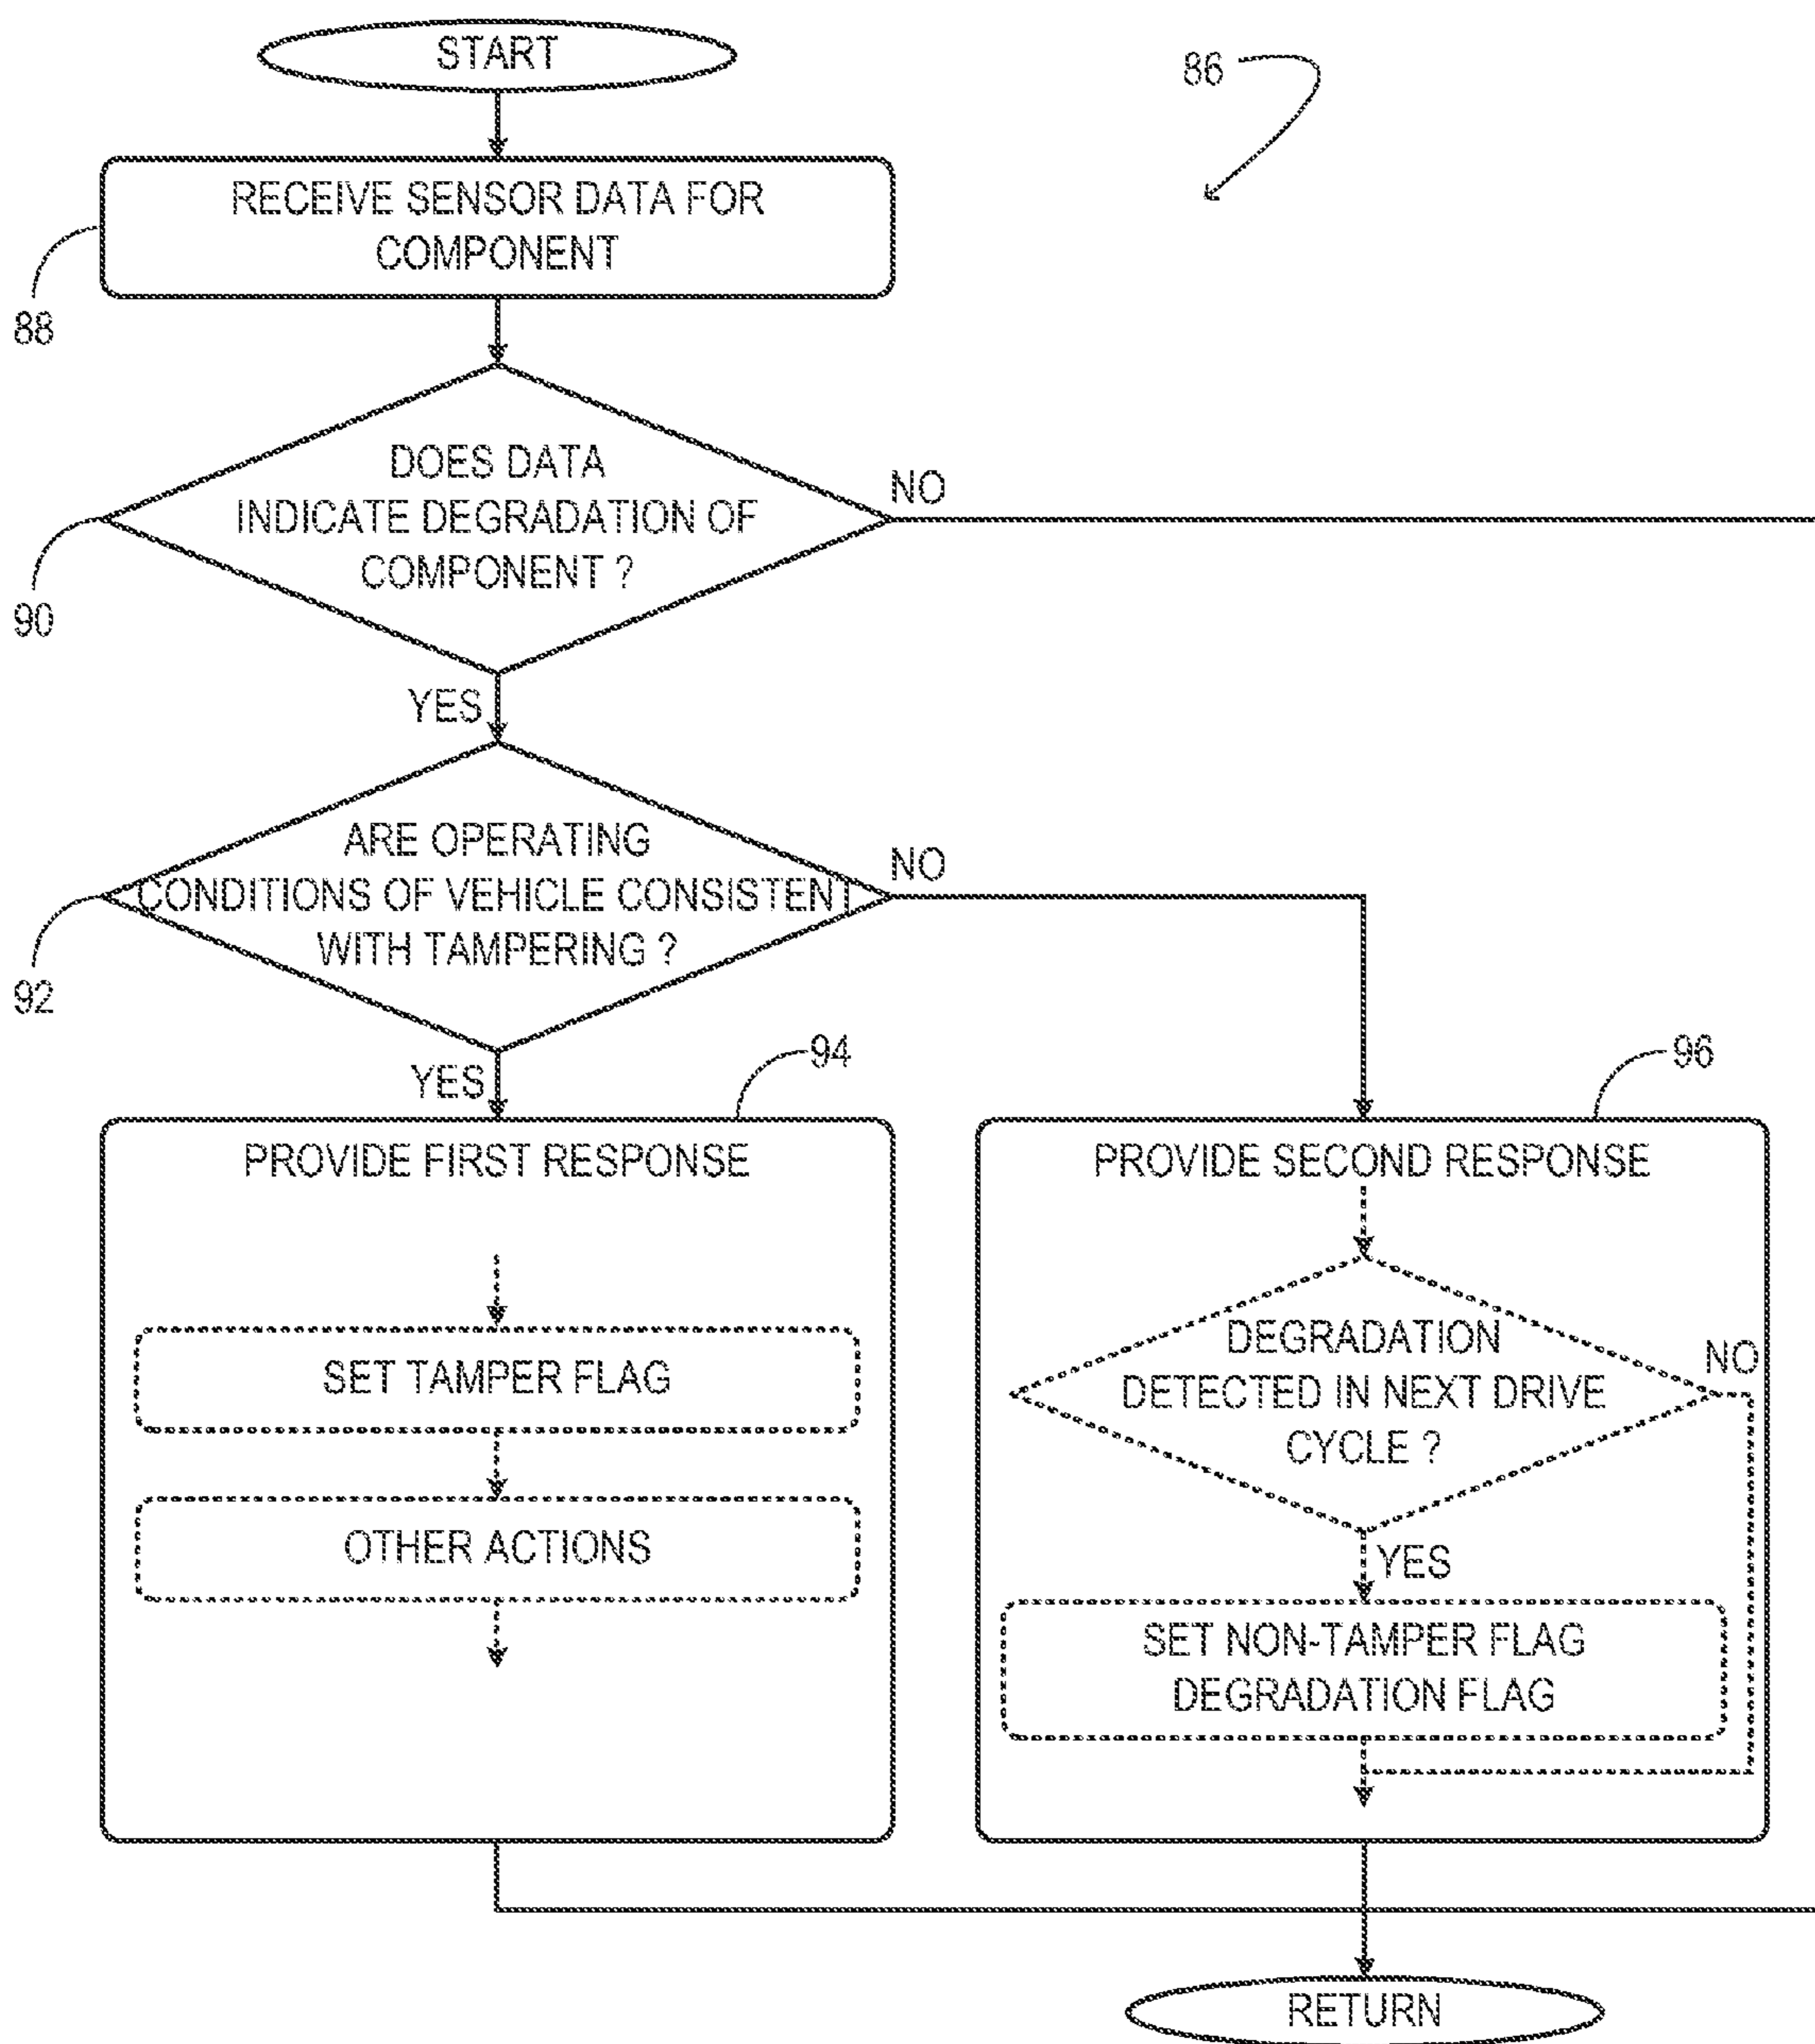 START
86
RECEIVE SENSOR DATA FOR
COMPONENT
88
DOES DATA
INDICATE DEGRADATION OF
COMPONENT ?
NO
90
YES
ARE OPERATING
CONDITIONS OF VEHICLE CONSISTENT
WITH TAMPERING ?
NO
92
YES
94
96
PROVIDE FIRST RESPONSE
SET TAMPER FLAG
OTHER ACTIONS
PROVIDE SECOND RESPONSE
DEGRADATION
DETECTED IN NEXT DRIVE
CYCLE ?
NO
YES
SET NON-TAMPER FLAG
DEGRADATION FLAG
RETURN